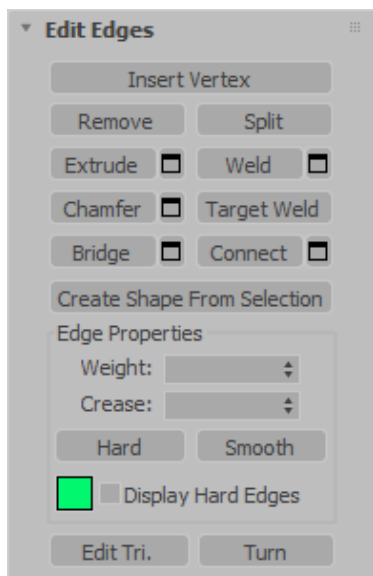 Edit Edges
Insert Vertex
Remove Split
Extrude Weld
Chamfer Target Weld
Bridge Connect
Create Shape From Selection
Edge Properties
Weight:
Crease:
Hard Smooth
Display Hard Edges
Edit Tri. Turn